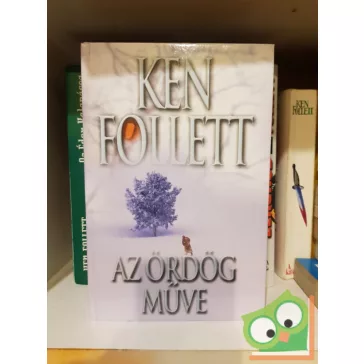 KEN
FOLLETT
AZ ÖRDÖG
MŰVE
KEN
FOLLETT
KEN FOLLETT